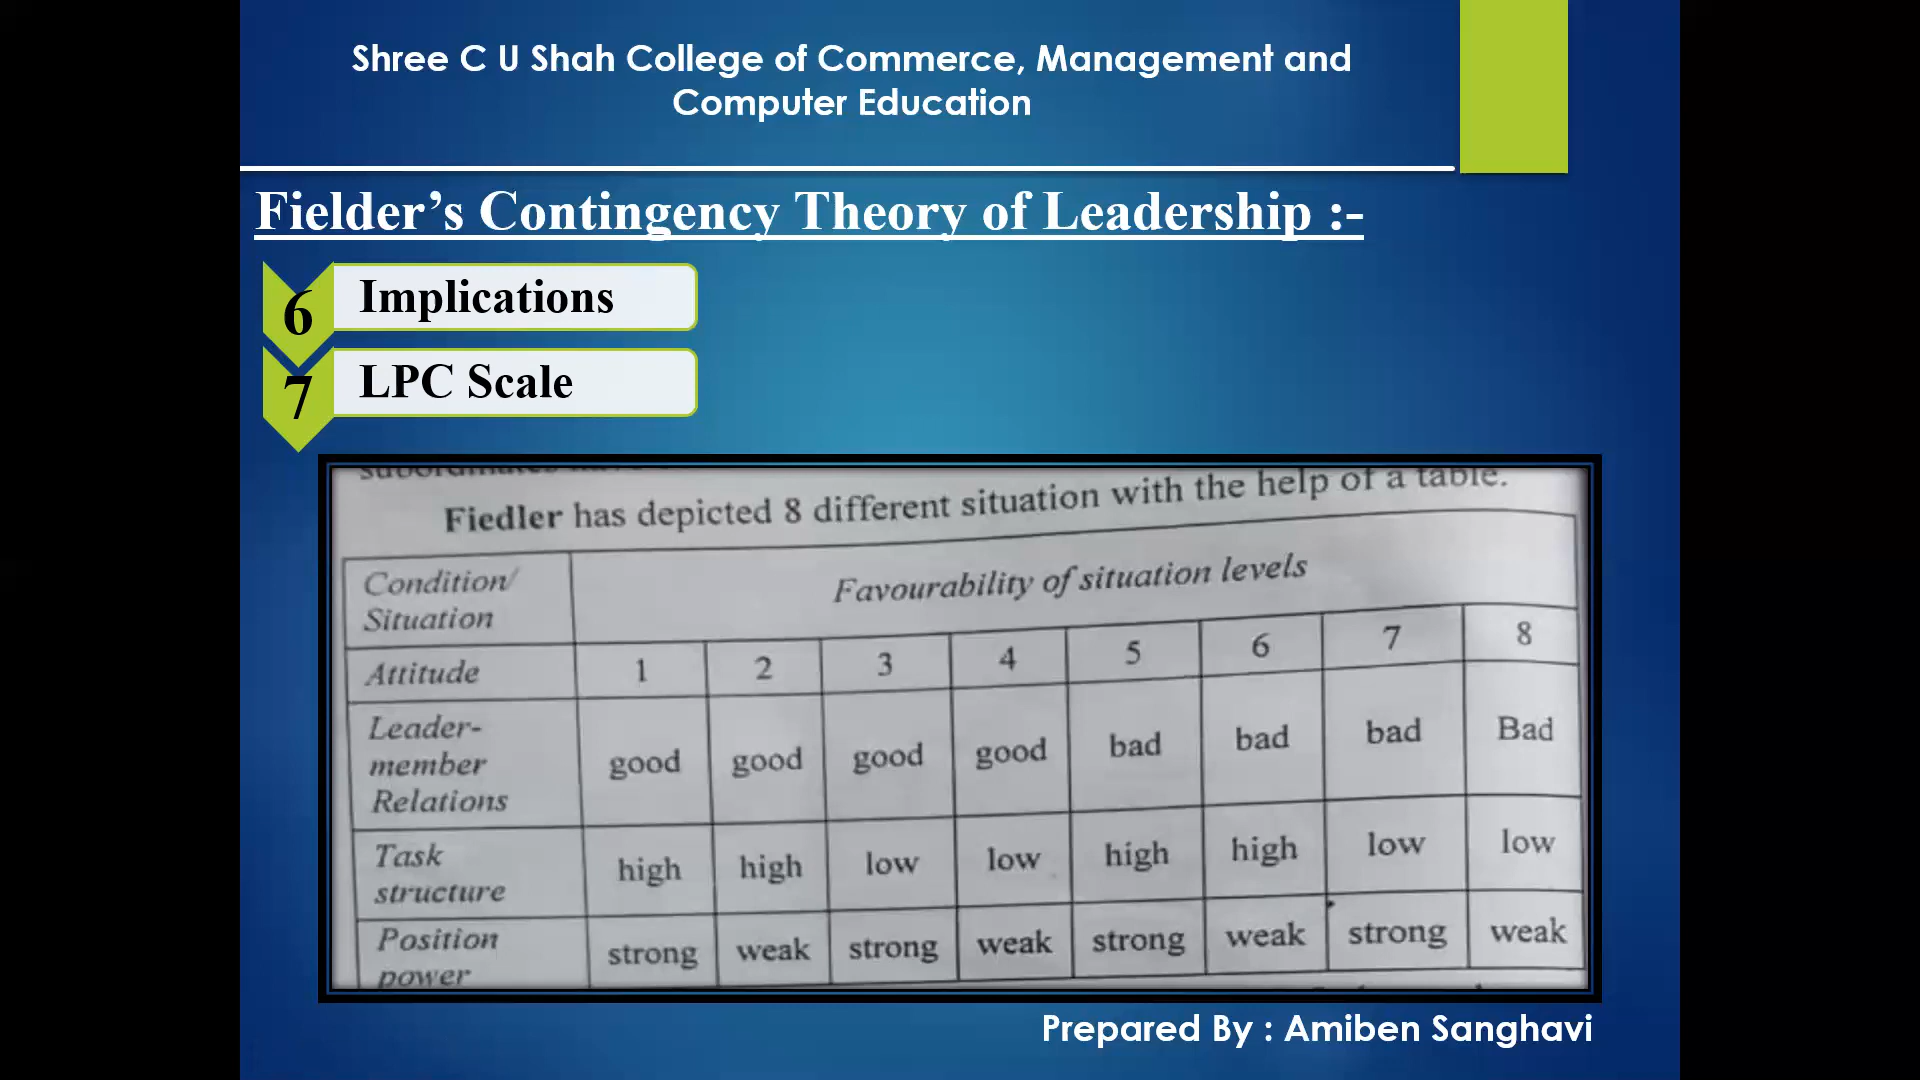 Shree C U Shah College of Commerce, Management and
Computer Education
Fielder’s Contingency Theory of Leadership :-
6 Implications
7 LPC Scale
Fiedler has depicted 8 different situation with the help of a table.
Condition/ Favourability of situation levels
Situation
Attitude 1 2 3 4 5 6 7 8
Leader-
member good good good good bad bad bad Bad
Relations
Task high high low low high high low low
structure
Position strong weak strong weak strong weak strong weak
power
Prepared By : Amiben Sanghavi